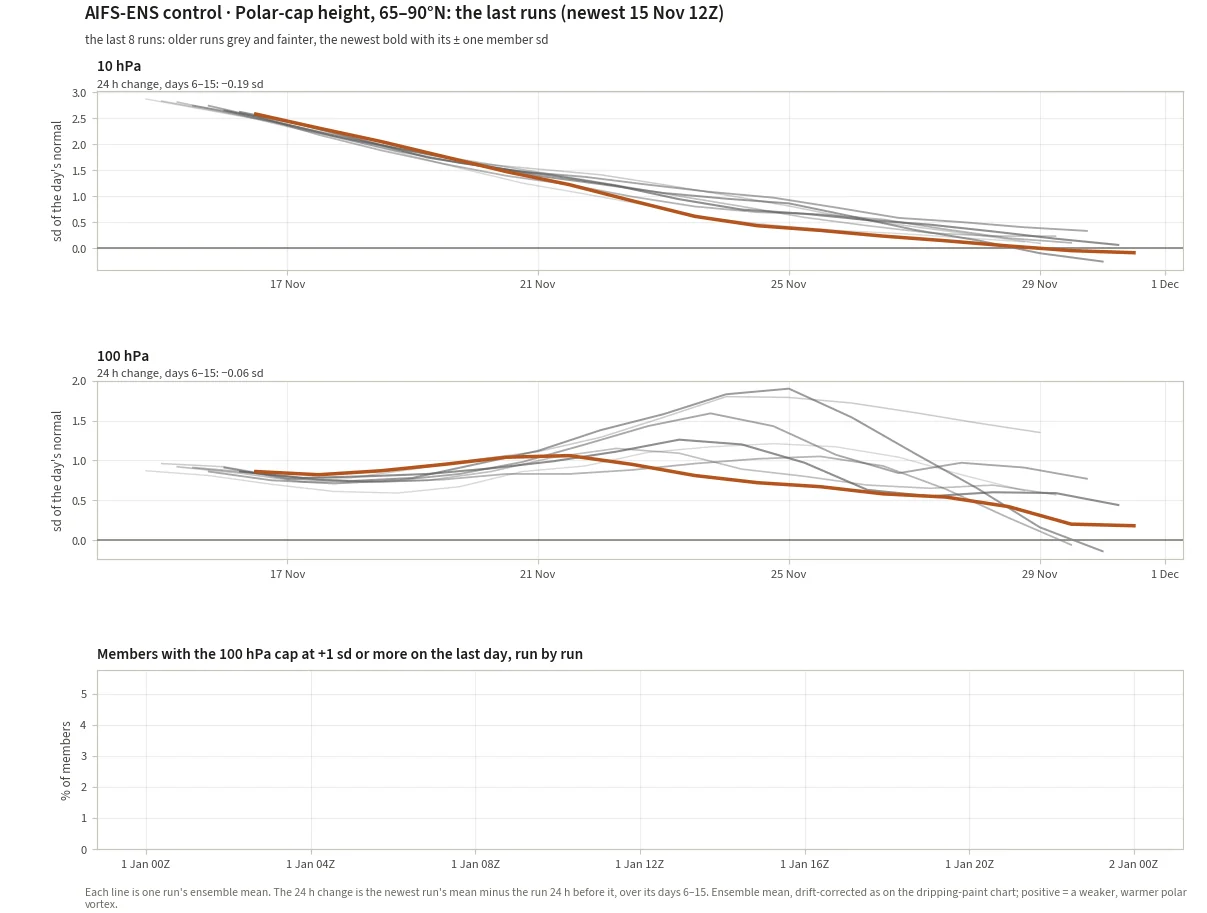 AIFS-ENS control · Polar-cap height, 65–90°N: the last runs (newest 15 Nov 12Z)
the last 8 runs: older runs grey and fainter, the newest bold with its ± one member sd
10 hPa
24 h change, days 6–15: −0.19 sd
3.0
2.5
2.0
1.5
1.0
0.5
0.0
sd of the day's normal
17 Nov
21 Nov
25 Nov
29 Nov
1 Dec
100 hPa
24 h change, days 6–15: −0.06 sd
2.0
1.5
1.0
0.5
0.0
sd of the day's normal
17 Nov
21 Nov
25 Nov
29 Nov
1 Dec
Members with the 100 hPa cap at +1 sd or more on the last day, run by run
5
4
3
2
1
0
% of members
1 Jan 00Z
1 Jan 04Z
1 Jan 08Z
1 Jan 12Z
1 Jan 16Z
1 Jan 20Z
2 Jan 00Z
Each line is one run's ensemble mean. The 24 h change is the newest run's mean minus the run 24 h before it, over its days 6–15. Ensemble mean, drift-corrected as on the dripping-paint chart; positive = a weaker, warmer polar
vortex.